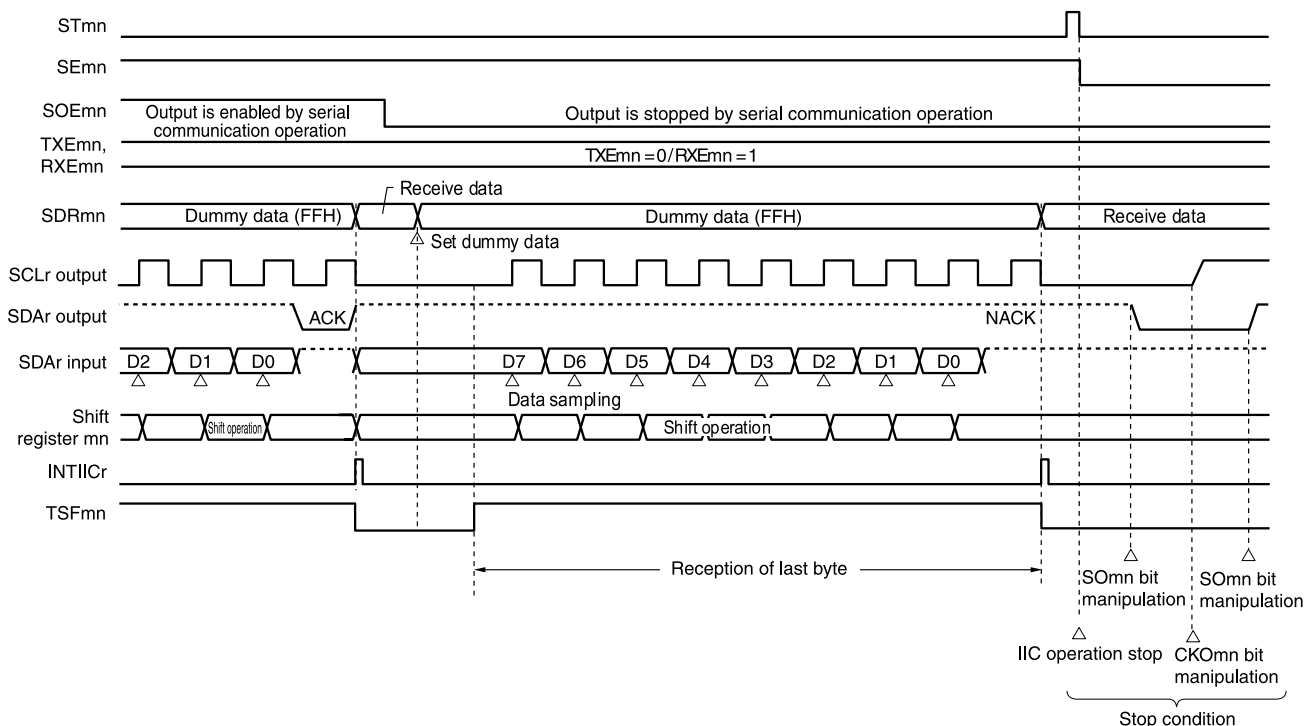 STmn
SEmn
SOEmn
Output is enabled by serial
communication operation
Output is stopped by serial communication operation
TXEmn,
RXEmn
TXEmn=0/RXEmn=1
Receive data
SDRmn
Dummy data (FFH)
Dummy data (FFH)
Receive data
Set dummy data
SCLr output
SDAr output
ACK
NACK
SDAr input
D2 D1 D0 D7 D6 D5 D4 D3 D2 D1 D0
Data sampling
Shift
register mn
Shift operation
Shift operation
INTIICr
TSFmn
Reception of last byte
SOmn bit
manipulation
SOmn bit
manipulation
IIC operation stop
CKOmn bit
manipulation
Stop condition